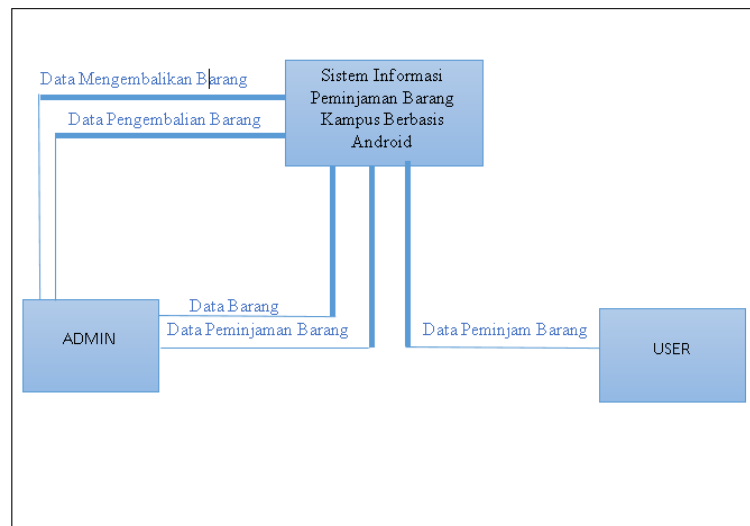 Data Mengembalikan Barang
Data Pengembalian Barang
Sistem Informasi
Peminjaman Barang
Kampus Berbasis
Android
Data Barang
Data Peminjaman Barang
ADMIN
Data Peminjam Barang
USER